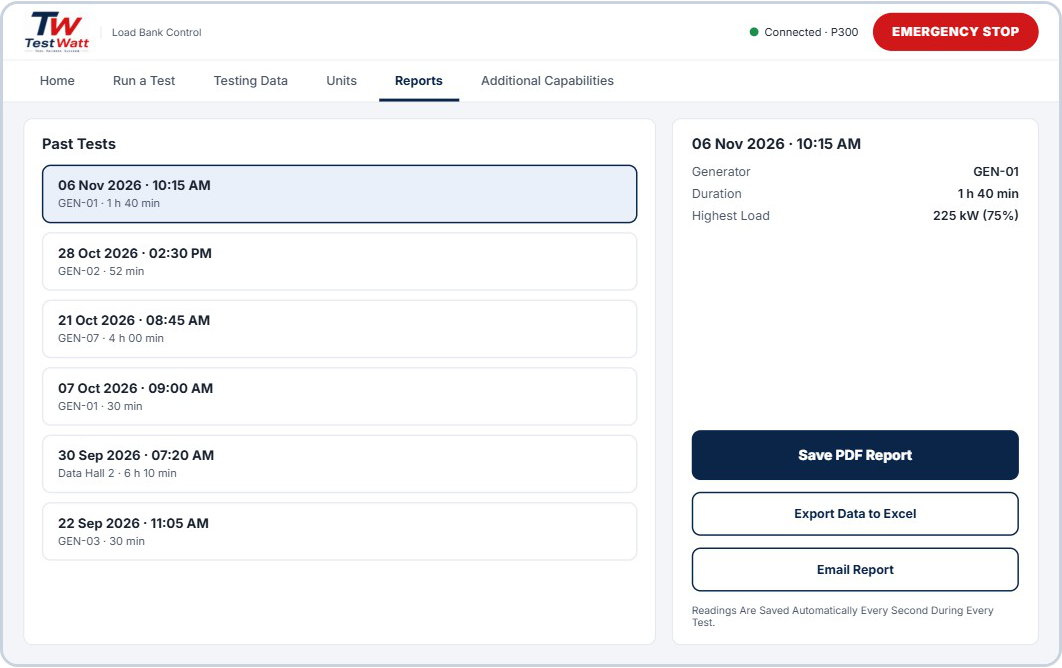 TW
TestWatt
Load Bank Control
Connected · P300
EMERGENCY STOP
Home
Run a Test
Testing Data
Units
Reports
Additional Capabilities
Past Tests
06 Nov 2026 · 10:15 AM
GEN-01 · 1 h 40 min
28 Oct 2026 · 02:30 PM
GEN-02 · 52 min
21 Oct 2026 · 08:45 AM
GEN-07 · 4 h 00 min
07 Oct 2026 · 09:00 AM
GEN-01 · 30 min
30 Sep 2026 · 07:20 AM
Data Hall 2 · 6 h 10 min
22 Sep 2026 · 11:05 AM
GEN-03 · 30 min
06 Nov 2026 · 10:15 AM
Generator GEN-01
Duration 1 h 40 min
Highest Load 225 kW (75%)
Save PDF Report
Export Data to Excel
Email Report
Readings Are Saved Automatically Every Second During Every
Test.